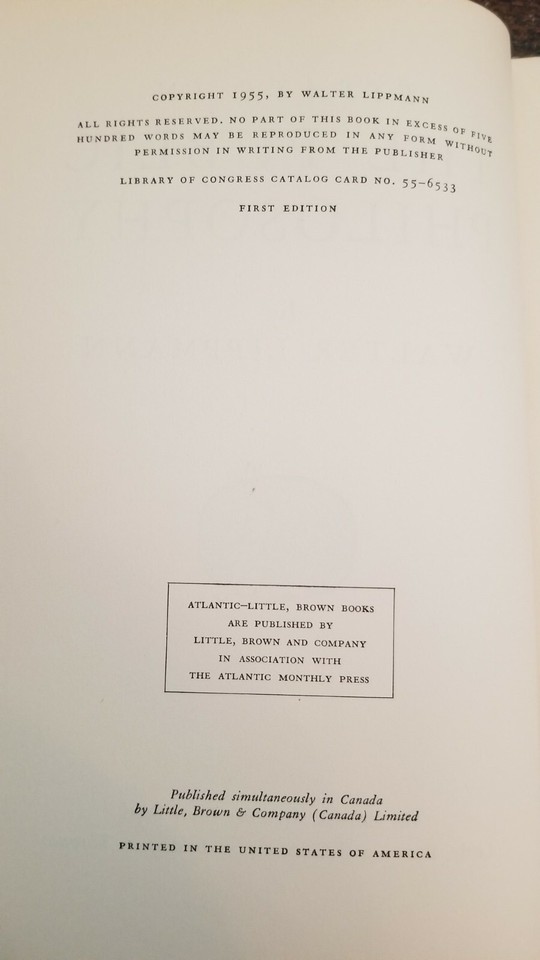 COPYRIGHT 1955, BY WALTER LIPPMANN
ALL RIGHTS RESERVED. NO PART OF THIS BOOK IN EXCESS OF FIVE
HUNDRED WORDS MAY BE REPRODUCED IN ANY FORM WITHOUT
PERMISSION IN WRITING FROM THE PUBLISHER
LIBRARY OF CONGRESS CATALOG CARD NO. 55-6533
FIRST EDITION
ATLANTIC–LITTLE, BROWN BOOKS
ARE PUBLISHED BY
LITTLE, BROWN AND COMPANY
IN ASSOCIATION WITH
THE ATLANTIC MONTHLY PRESS
Published simultaneously in Canada
by Little, Brown & Company (Canada) Limited
PRINTED IN THE UNITED STATES OF AMERICA